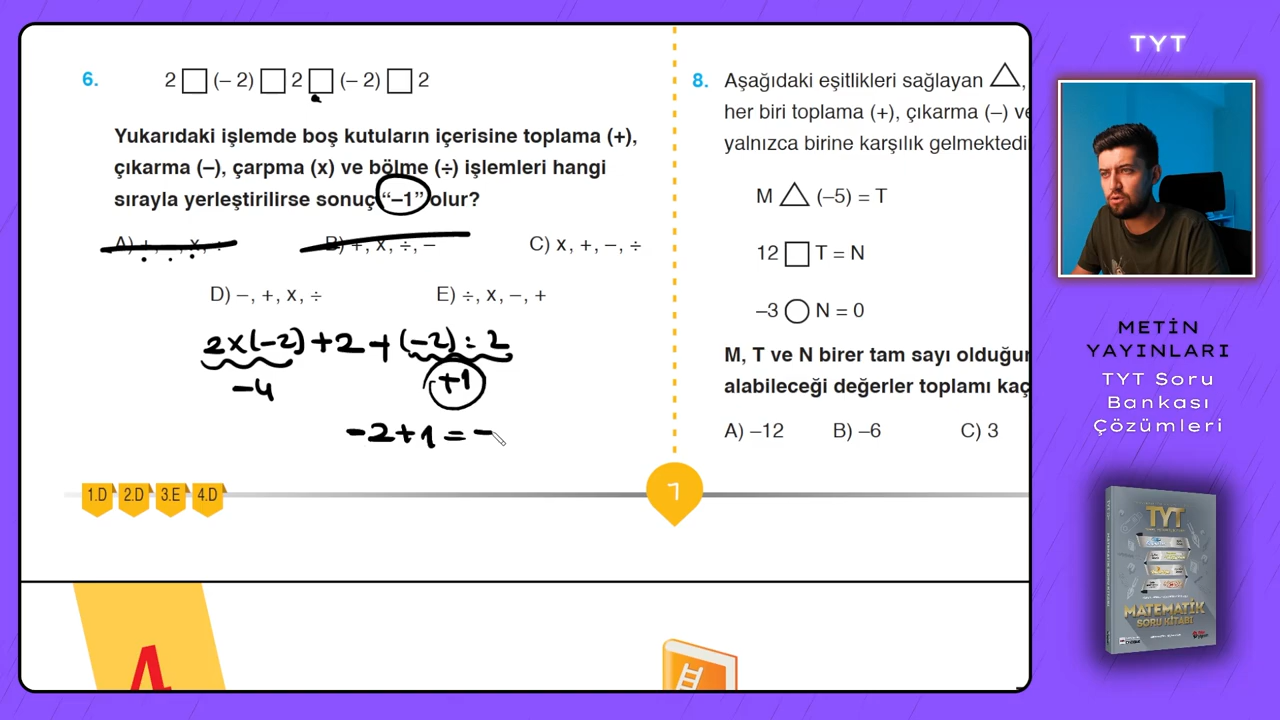 6. 2 □ (– 2) □ 2 □ (– 2) □ 2
Yukarıdaki işlemde boş kutuların içerisine toplama (+),
çıkarma (–), çarpma (x) ve bölme (÷) işlemleri hangi
sırayla yerleştirilirse sonuç “–1” olur?
A) +, –, x, ÷ B) +, x, ÷, – C) x, +, –, ÷
D) –, +, x, ÷ E) ÷, x, –, +
2x(-2)+2+(-2):2
-4 +1
-2+1=-
1.D 2.D 3.E 4.D
7
8. Aşağıdaki eşitlikleri sağlayan △,
her biri toplama (+), çıkarma (–) ve
yalnızca birine karşılık gelmektedi
M △ (–5) = T
12 □ T = N
–3 ○ N = 0
M, T ve N birer tam sayı olduğun
alabileceği değerler toplamı kaç
A) –12 B) –6 C) 3
4
TYT
METİN
YAYINLARI
TYT Soru
Bankası
Çözümleri
TYT
MATEMATİK
SORU KİTABI